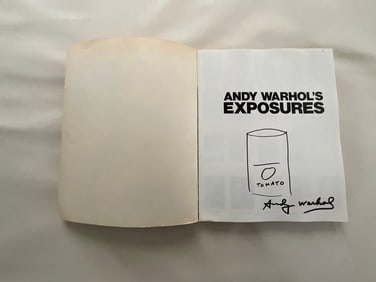 ANDY WARHOL'S
EXPOSURES
TOMATO
Andy Warhol